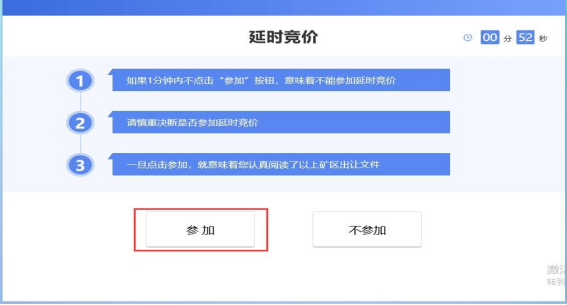 延时竞价
00 分 52 秒
1 如果1分钟内不点击“参加”按钮，意味着不能参加延时竞价
2 请慎重决断是否参加延时竞价
3 一旦点击参加，就意味着您认真阅读了以上矿区出让文件
参加 不参加
激活
转到